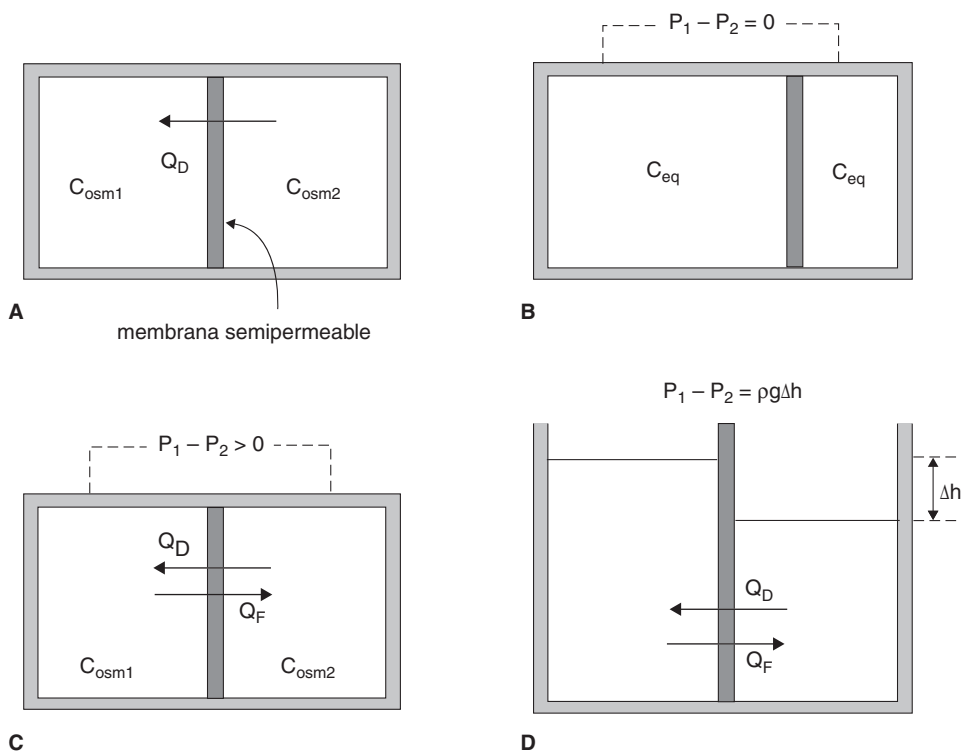 Q_D
C_osm1
C_osm2
A
membrana semipermeable
P_1 – P_2 = 0
C_eq
C_eq
B
P_1 – P_2 > 0
Q_D
Q_F
C_osm1
C_osm2
C
P_1 – P_2 = ρgΔh
Δh
Q_D
Q_F
D